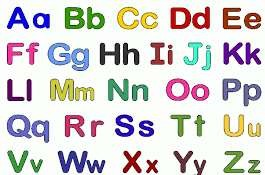 Aa Bb Cc Dd Ee
Ff Gg Hh Ii Jj Kk
Ll Mm Nn Oo Pp
Qq Rr Ss Tt Uu
Vv Ww Xx Yy Zz